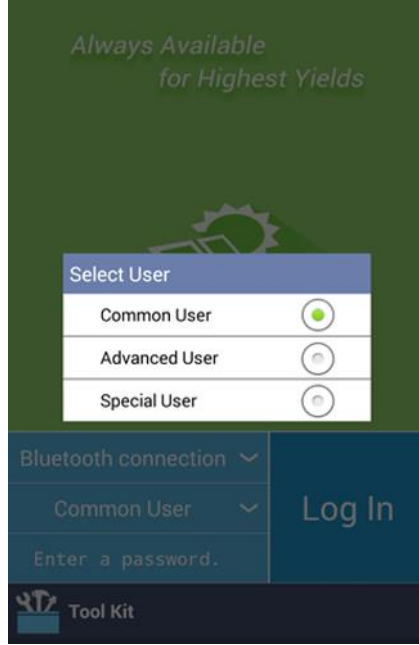 Always Available
for Highest Yields
Select User
Common User
Advanced User
Special User
Bluetooth connection
Common User
Enter a password.
Log In
Tool Kit